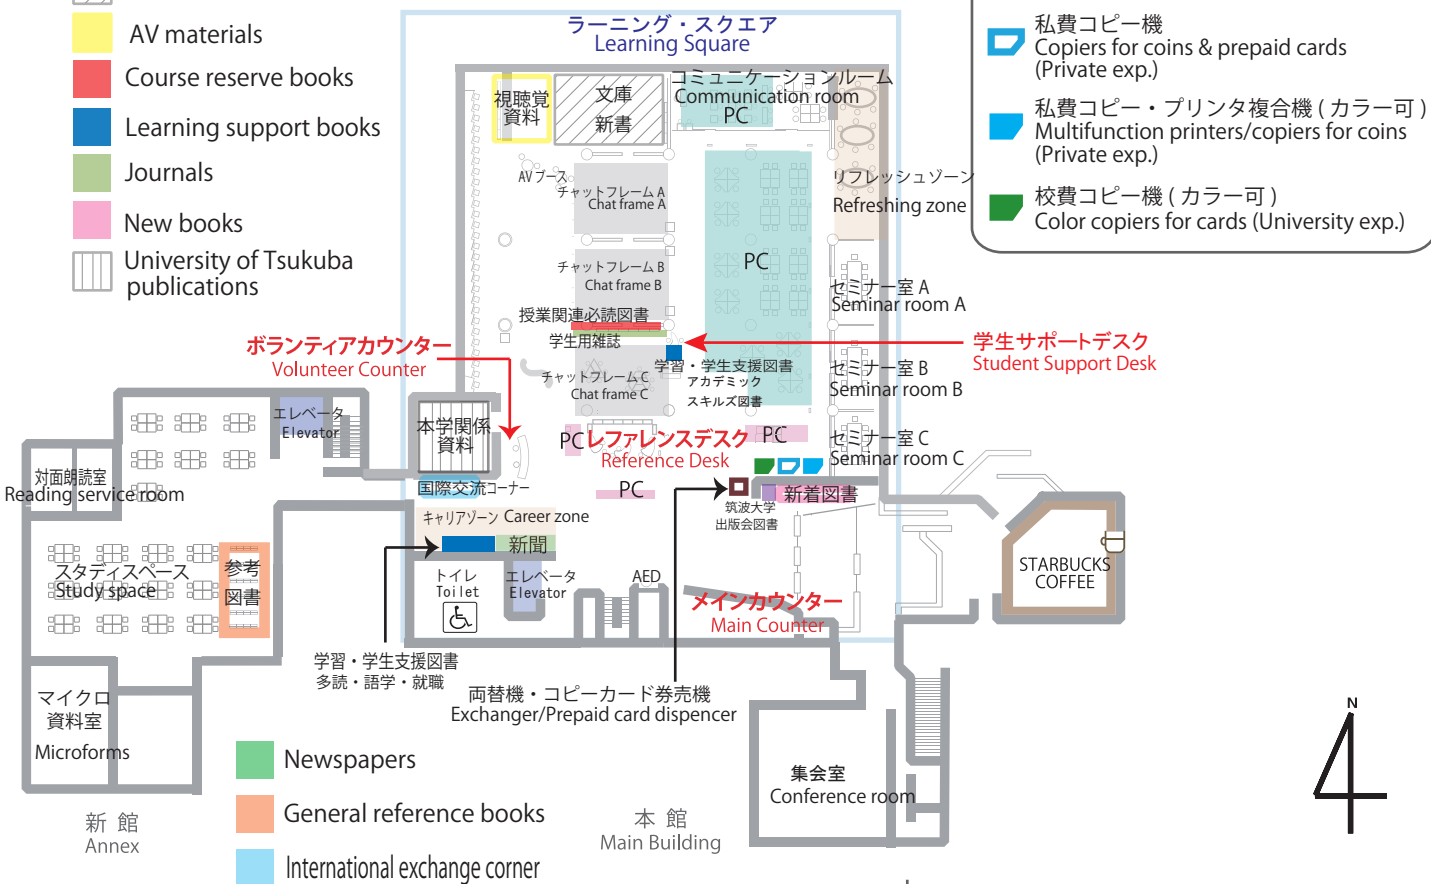 AV materials
Course reserve books
Learning support books
Journals
New books
University of Tsukuba
publications
ラーニング・スクエア
Learning Square
私費コピー機
Copiers for coins & prepaid cards
(Private exp.)
私費コピー・プリンタ複合機 ( カラー可 )
Multifunction printers/copiers for coins
(Private exp.)
校費コピー機 ( カラー可 )
Color copiers for cards (University exp.)
視聴覚
資料
文庫
新書
コミュニケーションルーム
Communication room
PC
AVブース
チャットフレーム A
Chat frame A
リフレッシュゾーン
Refreshing zone
チャットフレーム B
Chat frame B
PC
セミナー室 A
Seminar room A
授業関連必読図書
学生用雑誌
ボランティアカウンター
Volunteer Counter
学生サポートデスク
Student Support Desk
学習・学生支援図書
アカデミック
スキルズ図書
チャットフレーム C
Chat frame C
セミナー室 B
Seminar room B
エレベータ
Elevator
本学関係
資料
PC
レファレンスデスク
Reference Desk
PC
セミナー室 C
Seminar room C
対面朗読室
Reading service room
国際交流コーナー
PC
新着図書
筑波大学
出版会図書
キャリアゾーン Career zone
新聞
スタディスペース
Study space
参考
図書
トイレ
Toilet
エレベータ
Elevator
AED
メインカウンター
Main Counter
STARBUCKS
COFFEE
学習・学生支援図書
多読・語学・就職
両替機・コピーカード券売機
Exchanger/Prepaid card dispencer
マイクロ
資料室
Microforms
N
Newspapers
General reference books
International exchange corner
集会室
Conference room
新 館
Annex
本 館
Main Building